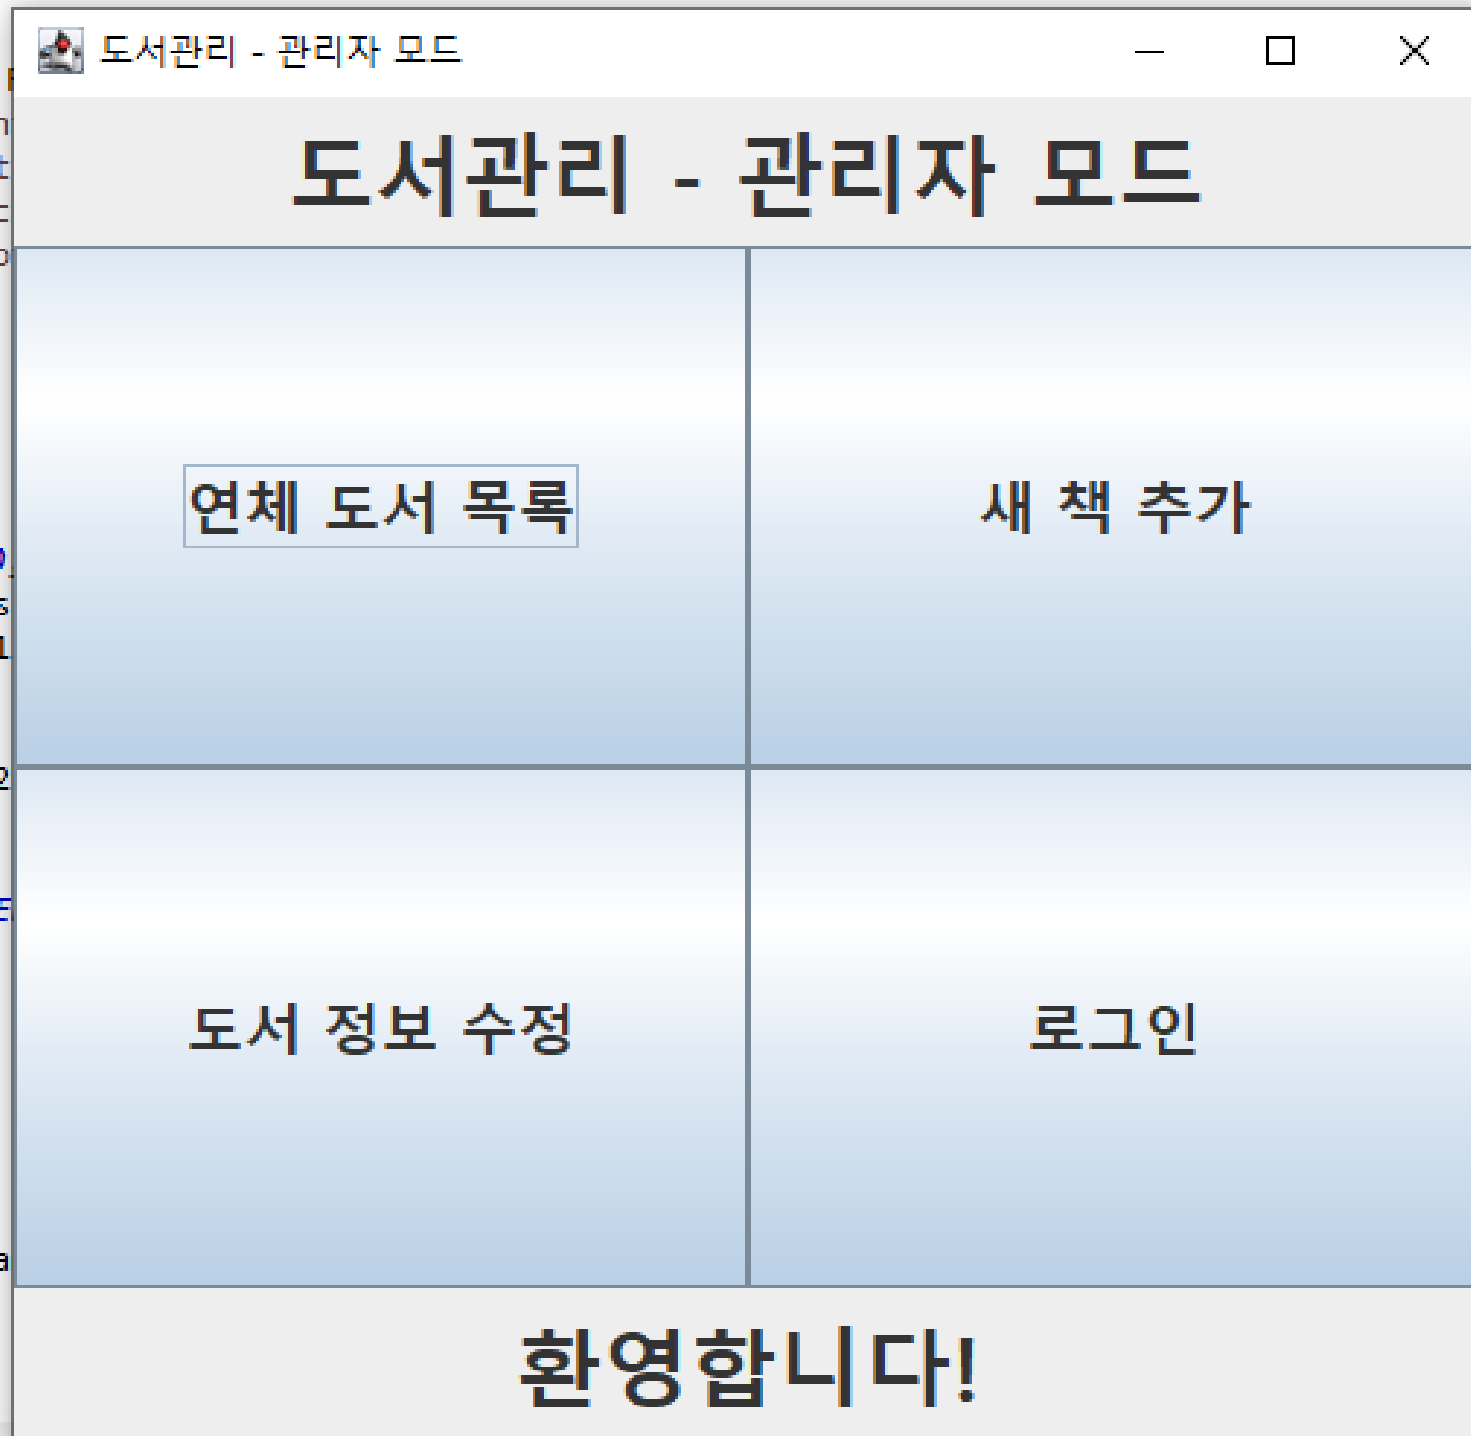 도서관리 - 관리자 모드
도서관리 - 관리자 모드
연체 도서 목록
새 책 추가
도서 정보 수정
로그인
환영합니다!